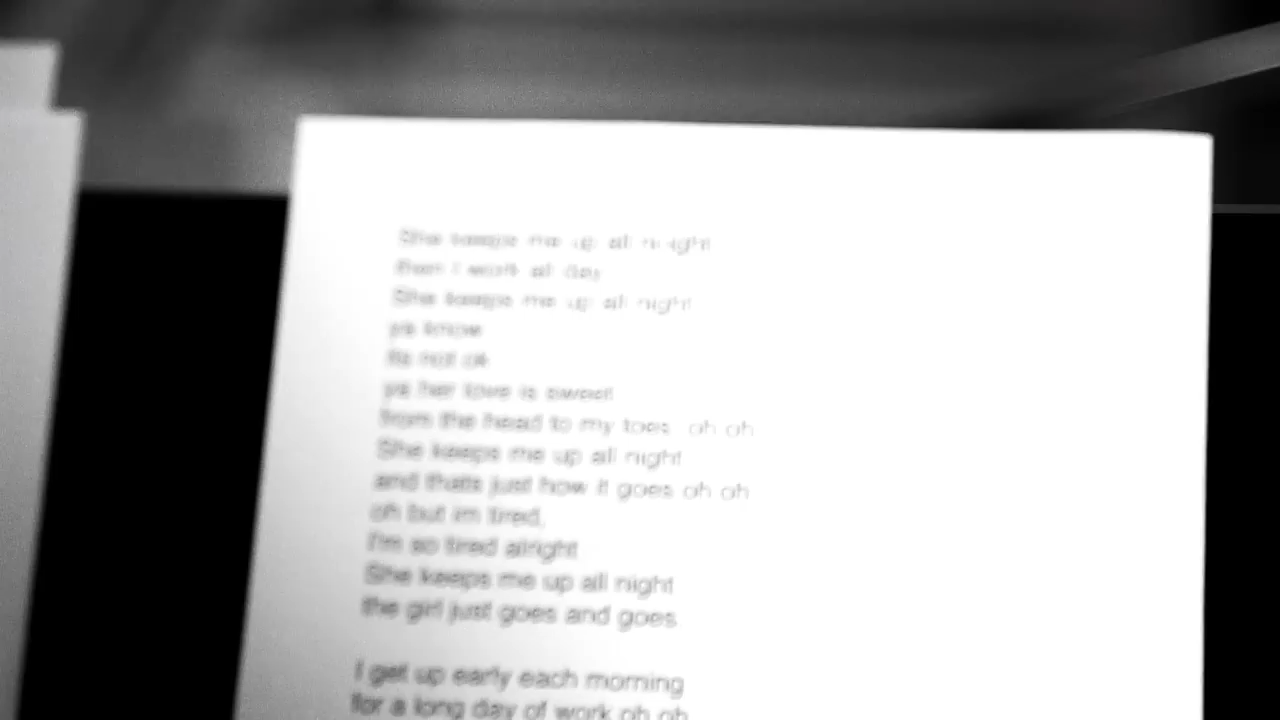 She keeps me up all ni-ight
then I work all day
She keeps me up all night
ya know
its not ok
ya her love is sweet
from the head to my toes oh oh
She keeps me up all night
and thats just how it goes oh oh
oh but im tired,
I'm so tired alright
She keeps me up all night
the girl just goes and goes
I get up early each morning
for a long day of work oh oh